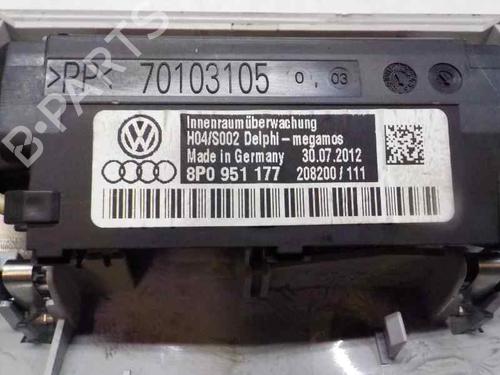 >PP< 70103105 0,03
Innenraumüberwachung
H04/S002 Delphi-megamos
Made in Germany 30.07.2012
8P0 951 177 208200/111